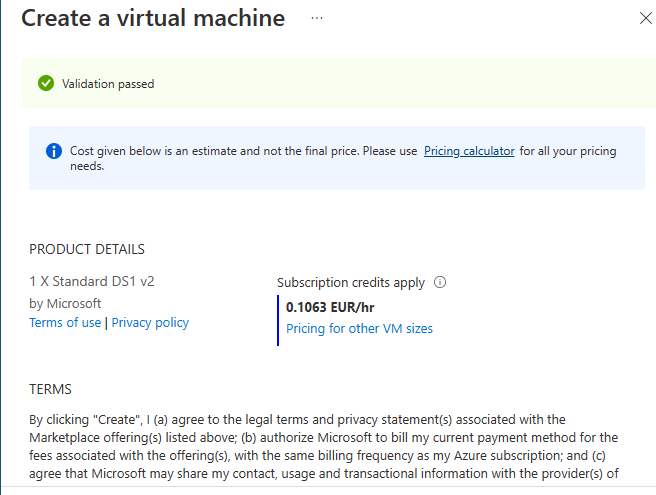 Create a virtual machine ...
Validation passed
Cost given below is an estimate and not the final price. Please use Pricing calculator for all your pricing
needs.
PRODUCT DETAILS
1 X Standard DS1 v2
by Microsoft
Terms of use | Privacy policy
Subscription credits apply
0.1063 EUR/hr
Pricing for other VM sizes
TERMS
By clicking "Create", I (a) agree to the legal terms and privacy statement(s) associated with the
Marketplace offering(s) listed above; (b) authorize Microsoft to bill my current payment method for the
fees associated with the offering(s), with the same billing frequency as my Azure subscription; and (c)
agree that Microsoft may share my contact, usage and transactional information with the provider(s) of